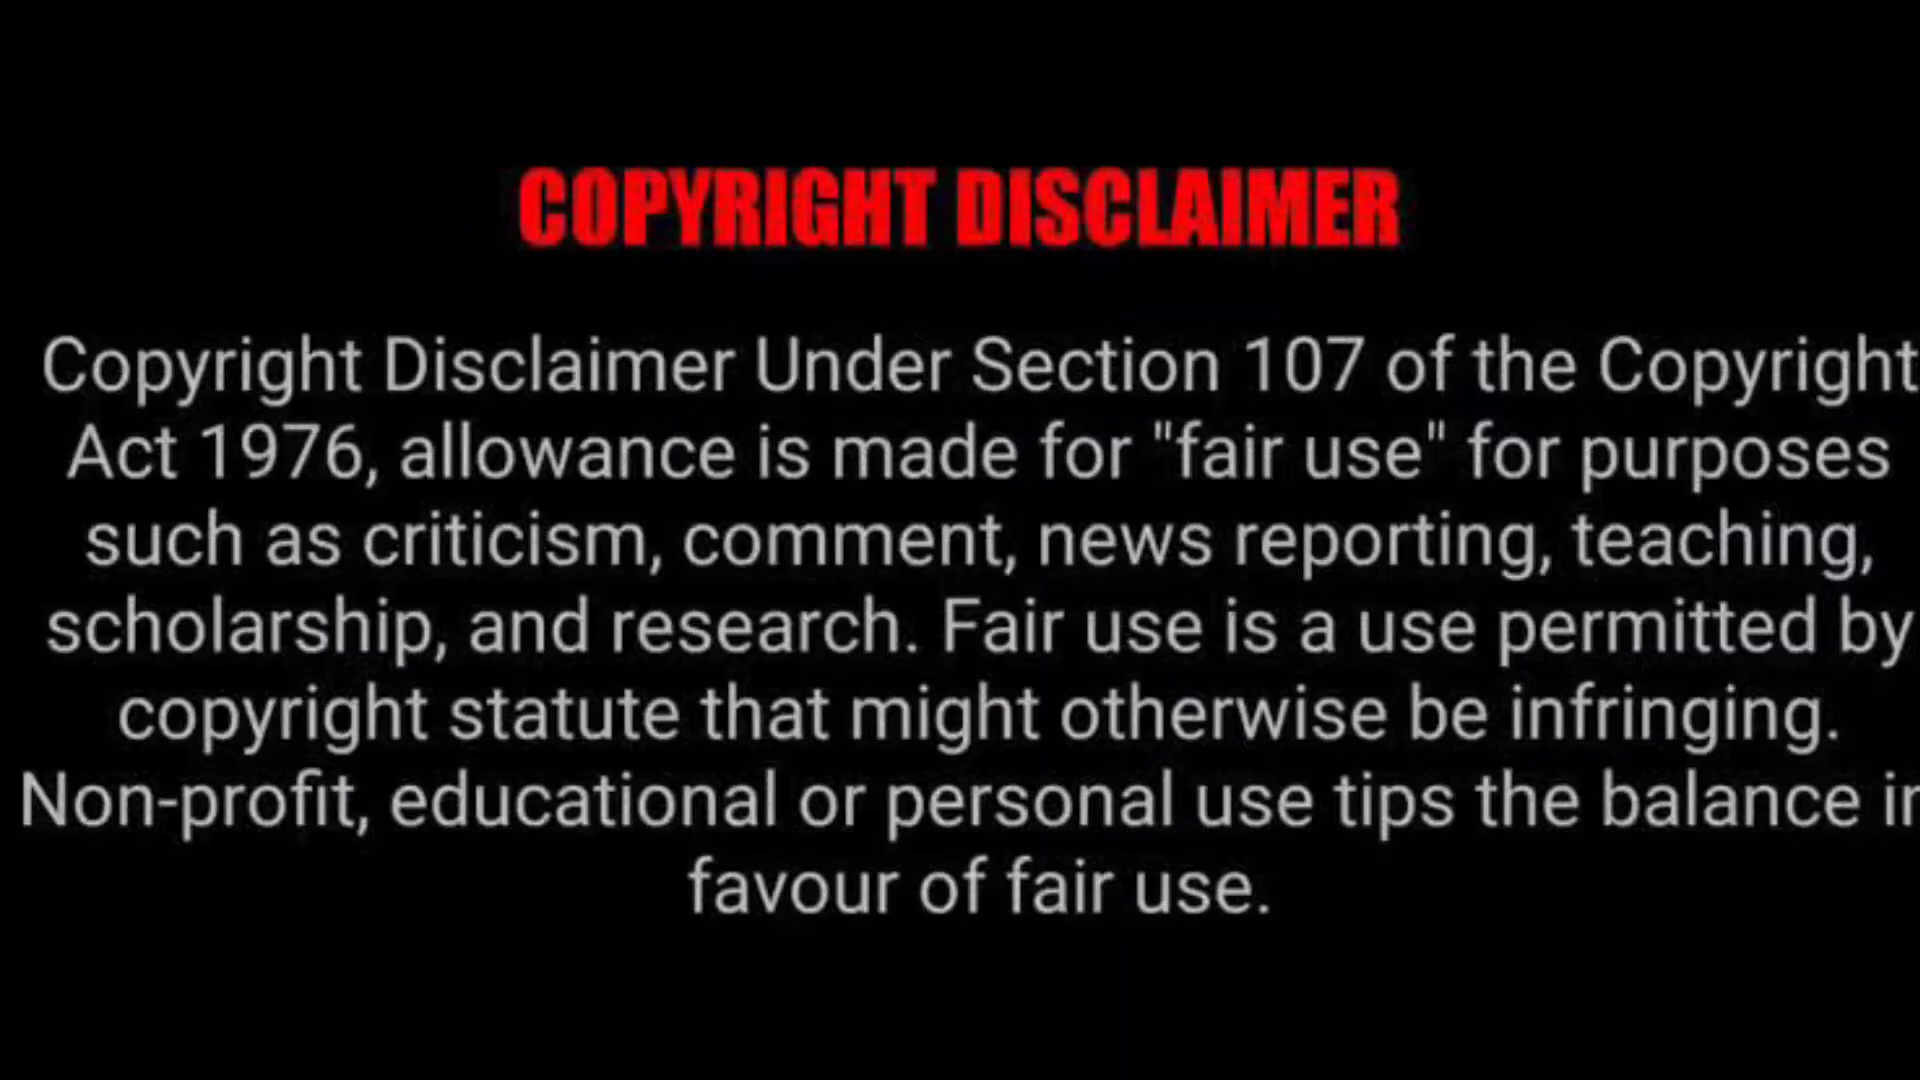 COPYRIGHT DISCLAIMER
Copyright Disclaimer Under Section 107 of the Copyright
Act 1976, allowance is made for "fair use" for purposes
such as criticism, comment, news reporting, teaching,
scholarship, and research. Fair use is a use permitted by
copyright statute that might otherwise be infringing.
Non-profit, educational or personal use tips the balance in
favour of fair use.